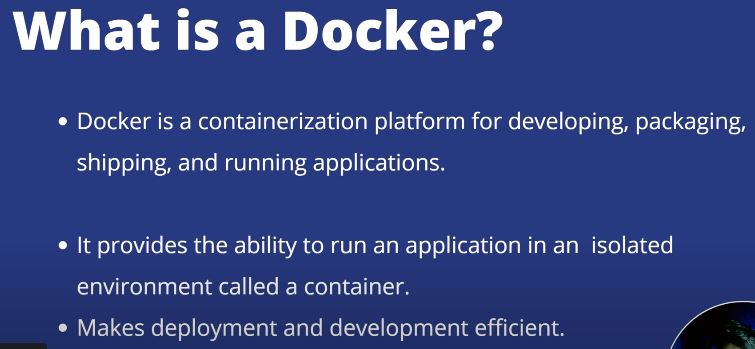 What is a Docker?
• Docker is a containerization platform for developing, packaging,
shipping, and running applications.
• It provides the ability to run an application in an  isolated
environment called a container.
• Makes deployment and development efficient.